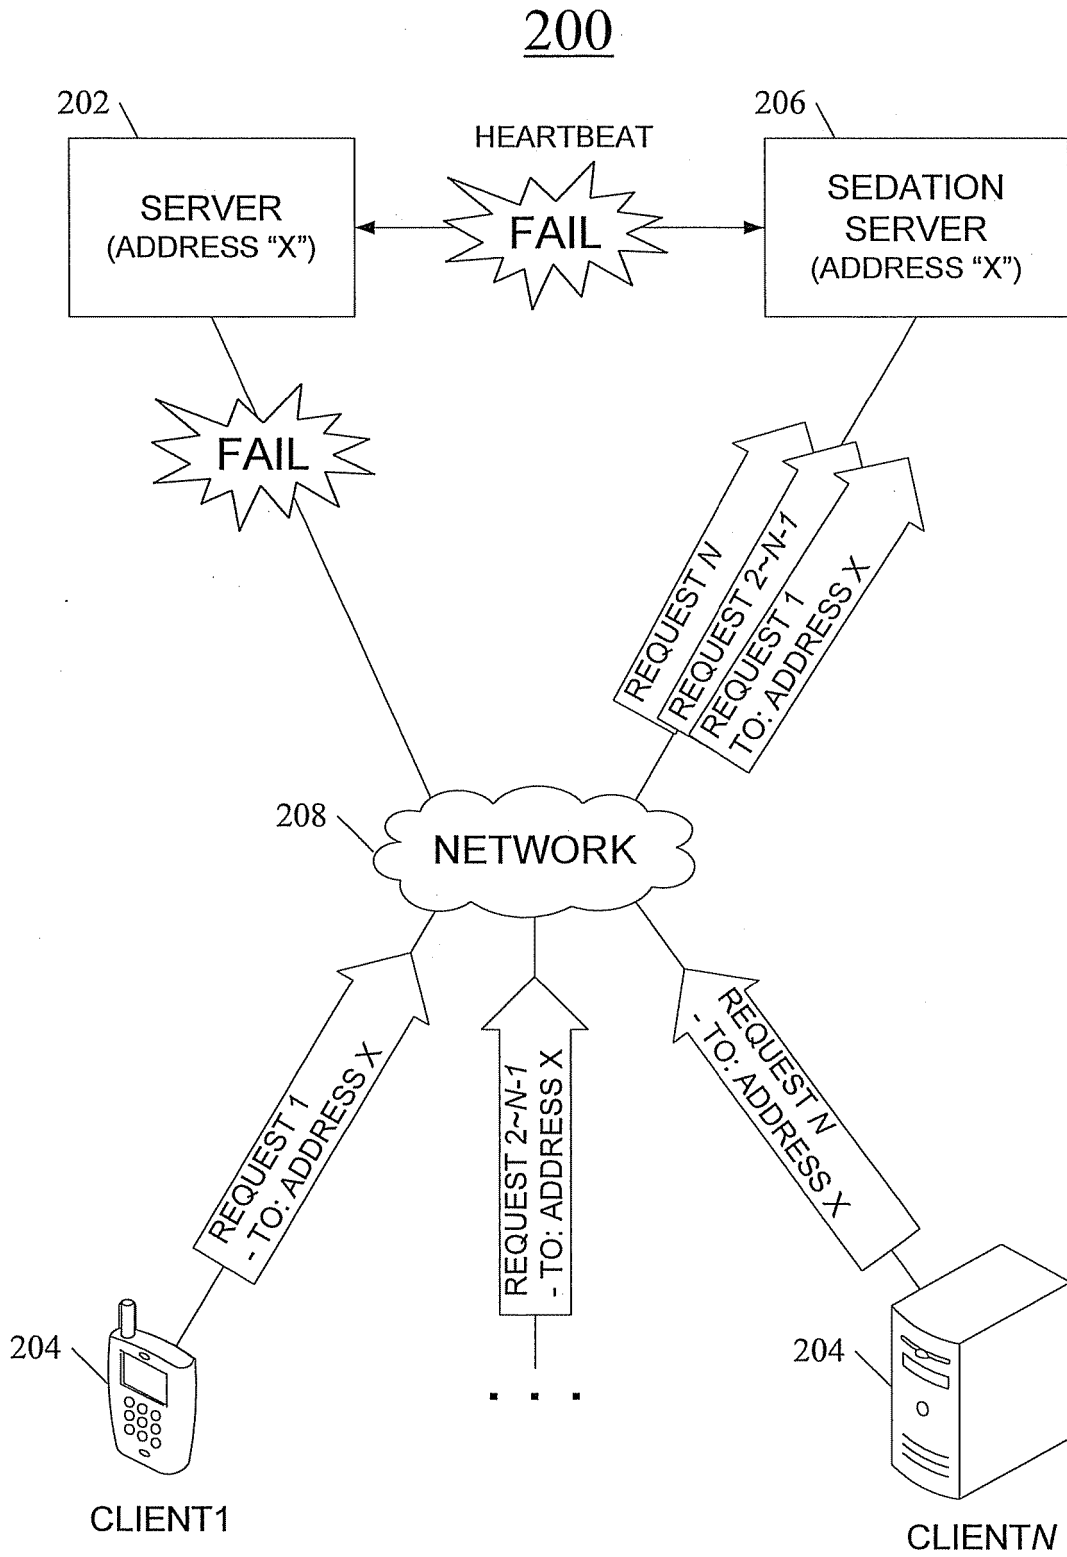 200
202
206
HEARTBEAT
SERVER
(ADDRESS “X”)
FAIL
SEDATION
SERVER
(ADDRESS “X”)
FAIL
REQUEST N
REQUEST 2~N-1
REQUEST 1
TO: ADDRESS X
208
NETWORK
REQUEST 1
- TO: ADDRESS X
REQUEST 2~N-1
- TO: ADDRESS X
REQUEST N
- TO: ADDRESS X
204
204
. . .
CLIENT1
CLIENTN